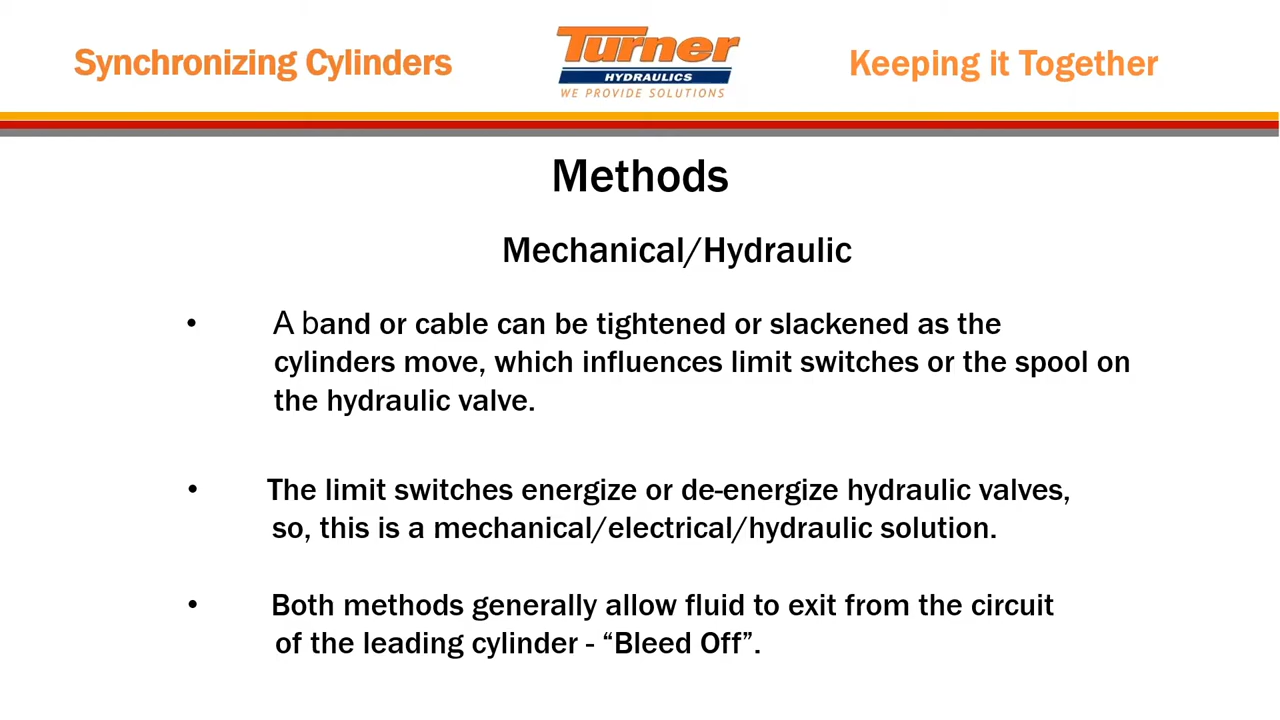 Synchronizing Cylinders
Turner
HYDRAULICS
WE PROVIDE SOLUTIONS
Keeping it Together
Methods
Mechanical/Hydraulic
• A band or cable can be tightened or slackened as the
cylinders move, which influences limit switches or the spool on
the hydraulic valve.
• The limit switches energize or de-energize hydraulic valves,
so, this is a mechanical/electrical/hydraulic solution.
• Both methods generally allow fluid to exit from the circuit
of the leading cylinder - “Bleed Off”.